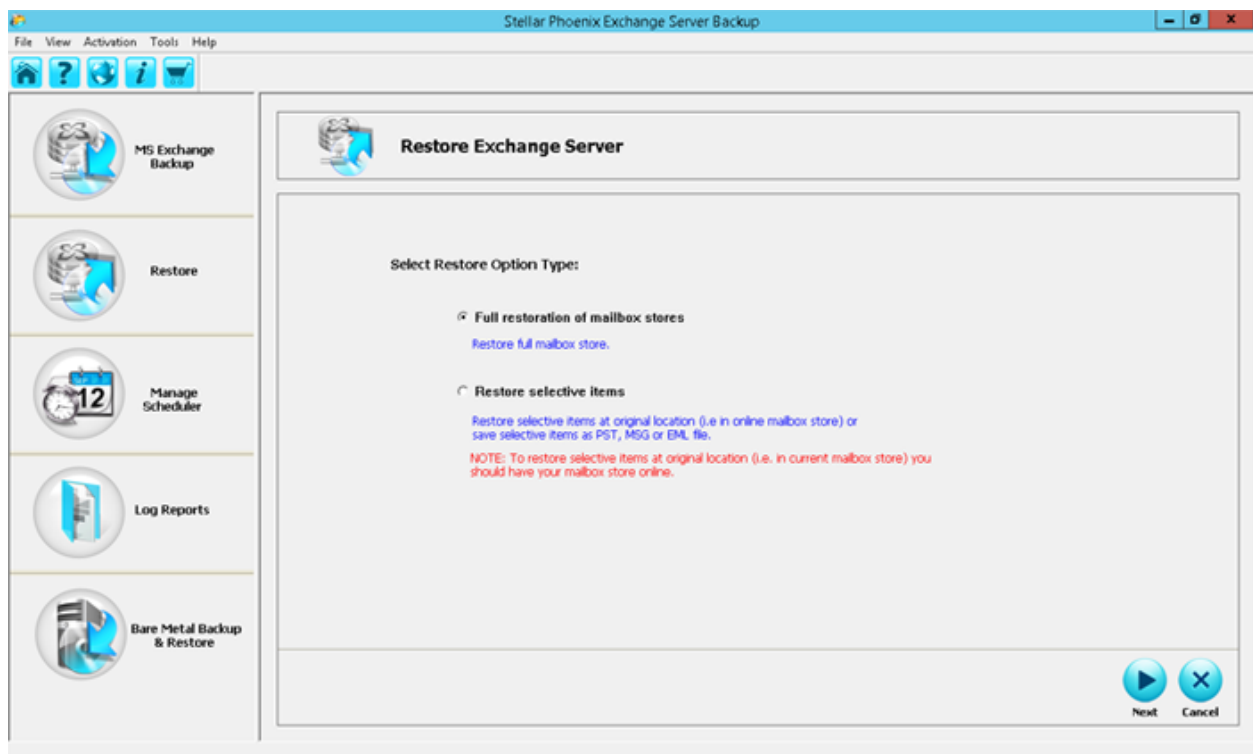 Stellar Phoenix Exchange Server Backup
File View Activation Tools Help
MS Exchange
Backup
Restore
Manage
Scheduler
12
Log Reports
Bare Metal Backup
& Restore
Restore Exchange Server
Select Restore Option Type:
Full restoration of mailbox stores
Restore full mailbox store.
Restore selective items
Restore selective items at original location (i.e in online mailbox store) or
save selective items as PST, MSG or EML file.
NOTE: To restore selective items at original location (i.e. in current mailbox store) you
should have your mailbox store online.
Next Cancel